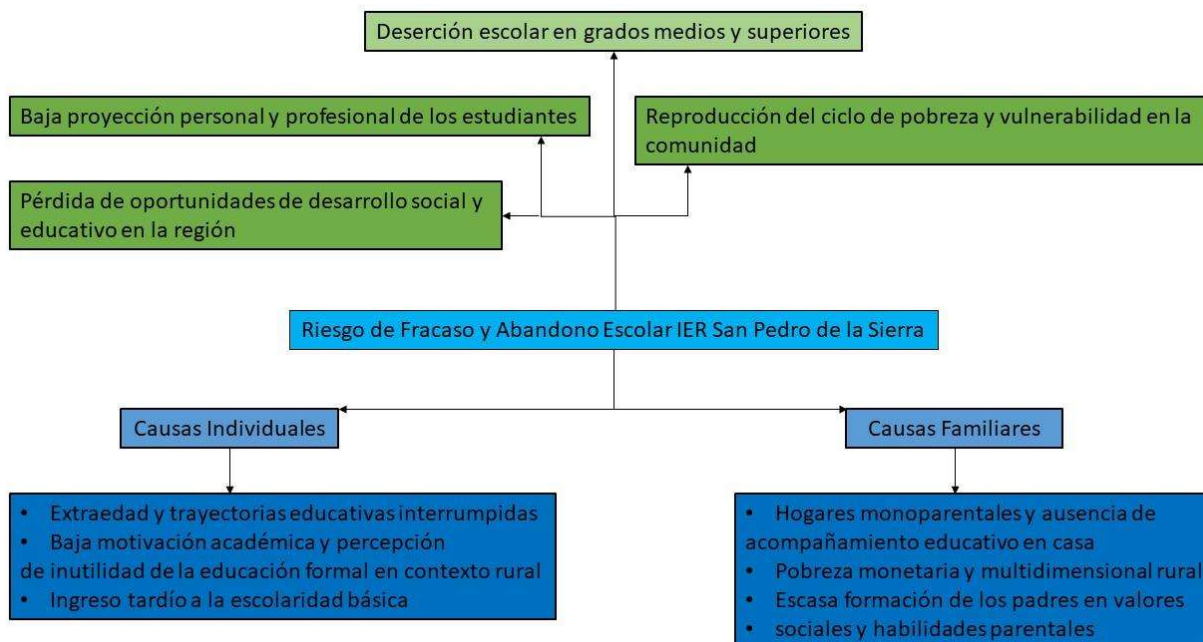 Deserción escolar en grados medios y superiores
Baja proyección personal y profesional de los estudiantes
Reproducción del ciclo de pobreza y vulnerabilidad en la
comunidad
Pérdida de oportunidades de desarrollo social y
educativo en la región
Riesgo de Fracaso y Abandono Escolar IER San Pedro de la Sierra
Causas Individuales
Causas Familiares
• Extraedad y trayectorias educativas interrumpidas
• Baja motivación académica y percepción
de inutilidad de la educación formal en contexto rural
• Ingreso tardío a la escolaridad básica
• Hogares monoparentales y ausencia de
acompañamiento educativo en casa
• Pobreza monetaria y multidimensional rural
• Escasa formación de los padres en valores
• sociales y habilidades parentales